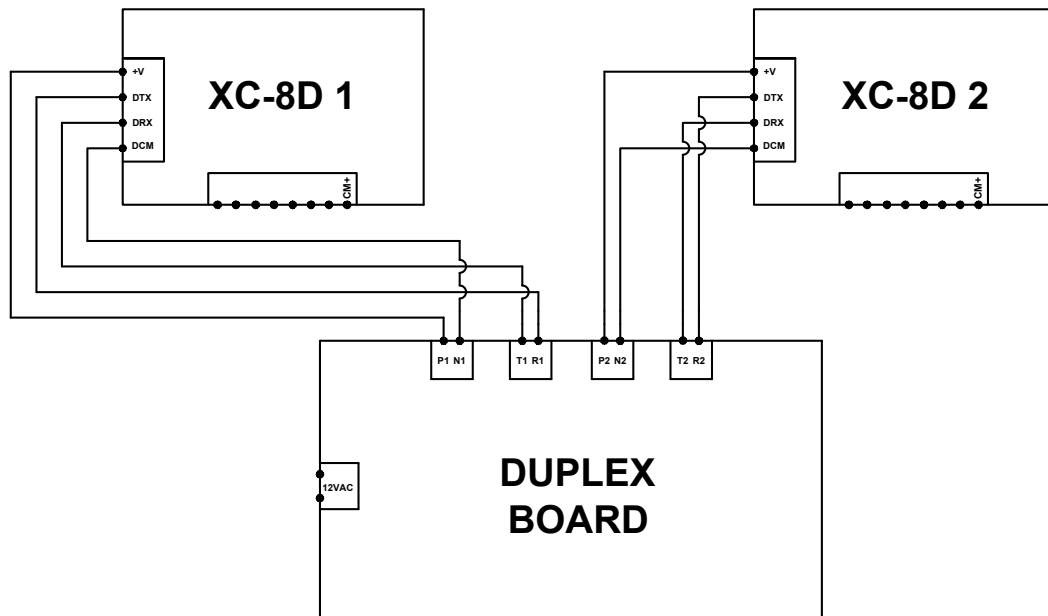 XC-8D 1
+V
DTX
DRX
DCM
CM+
XC-8D 2
+V
DTX
DRX
DCM
CM+
P1 N1
T1 R1
P2 N2
T2 R2
12VAC
DUPLEX
BOARD